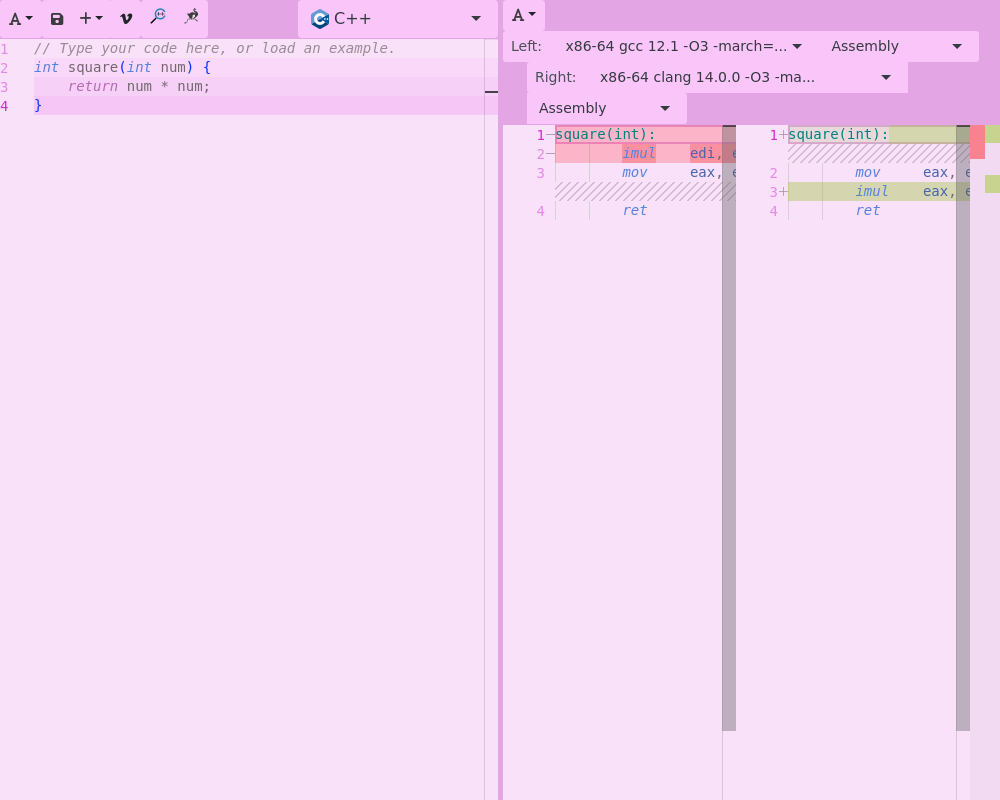 A
C++
1 // Type your code here, or load an example.
2 int square(int num) {
3 return num * num;
4 }
A
Left: x86-64 gcc 12.1 -O3 -march=... Assembly
Right: x86-64 clang 14.0.0 -O3 -ma...
Assembly
1− square(int):
2− imul edi,
3 mov eax,
4 ret
1+ square(int):
2 mov eax,
3+ imul eax,
4 ret